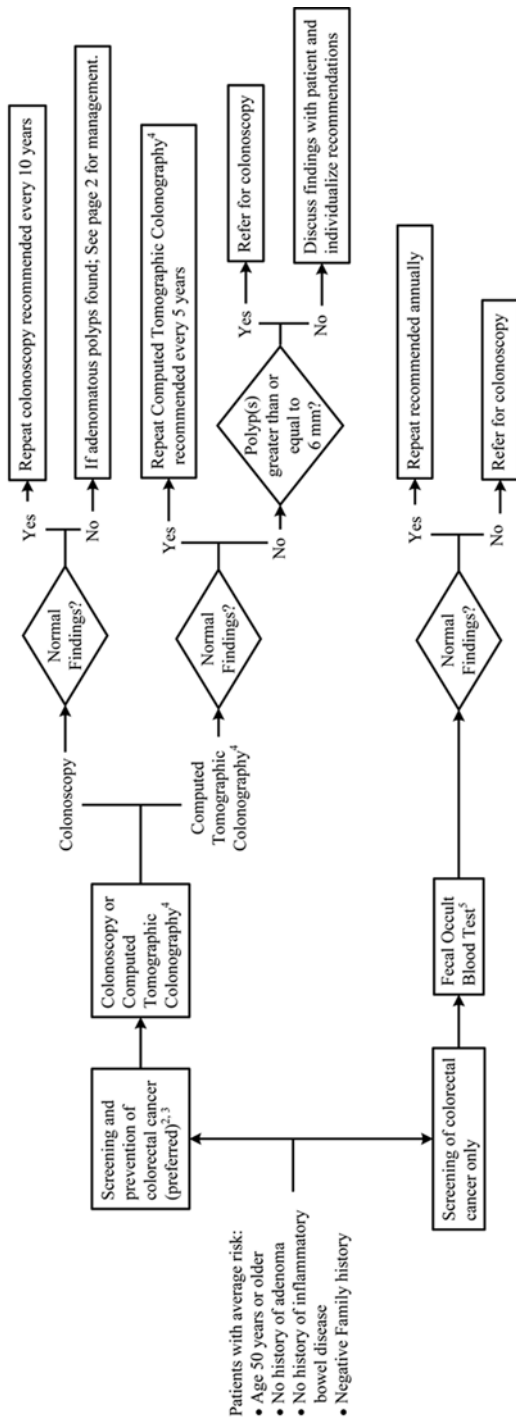 Patients with average risk:
• Age 50 years or older
• No history of adenoma
• No history of inflammatory
bowel disease
• Negative Family history
Screening and
prevention of
colorectal cancer
(preferred)2, 3
Colonoscopy or
Computed
Tomographic
Colonography4
Colonoscopy
Normal
Findings?
Yes
Repeat colonoscopy recommended every 10 years
No
If adenomatous polyps found; See page 2 for management.
Computed
Tomographic
Colonography4
Normal
Findings?
Yes
Repeat Computed Tomographic Colonography4
recommended every 5 years
No
Polyp(s)
greater than or
equal to
6 mm?
Yes
Refer for colonoscopy
No
Discuss findings with patient and
individualize recommendations
Screening of colorectal
cancer only
Fecal Occult
Blood Test5
Normal
Findings?
Yes
Repeat recommended annually
No
Refer for colonoscopy